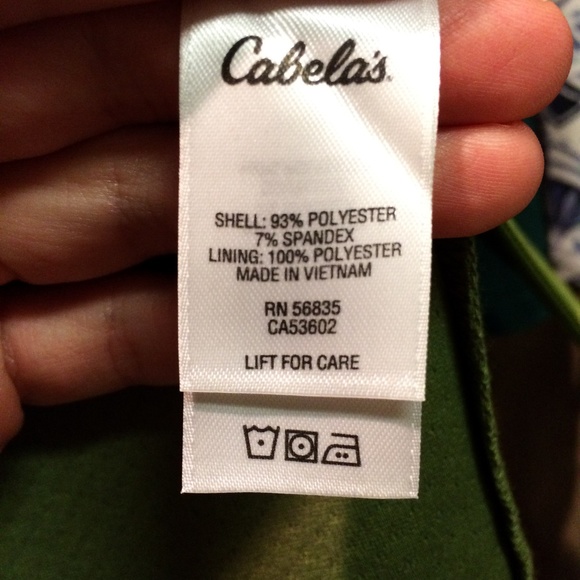 Cabela's
SHELL: 93% POLYESTER
7% SPANDEX
LINING: 100% POLYESTER
MADE IN VIETNAM
RN 56835
CA53602
LIFT FOR CARE